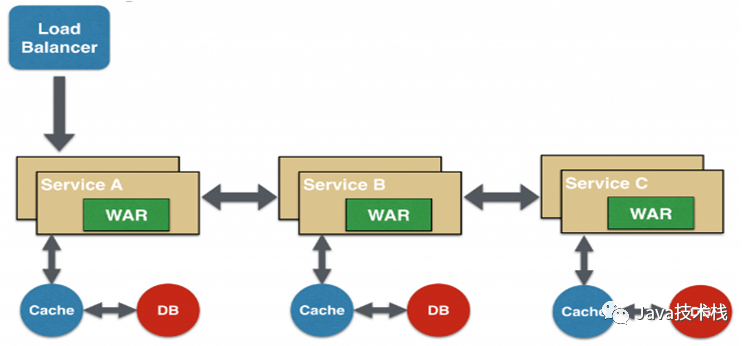 Load
Balancer
Service A
WAR
Service B
WAR
Service C
WAR
Cache
DB
Cache
DB
Cache
Java技术栈